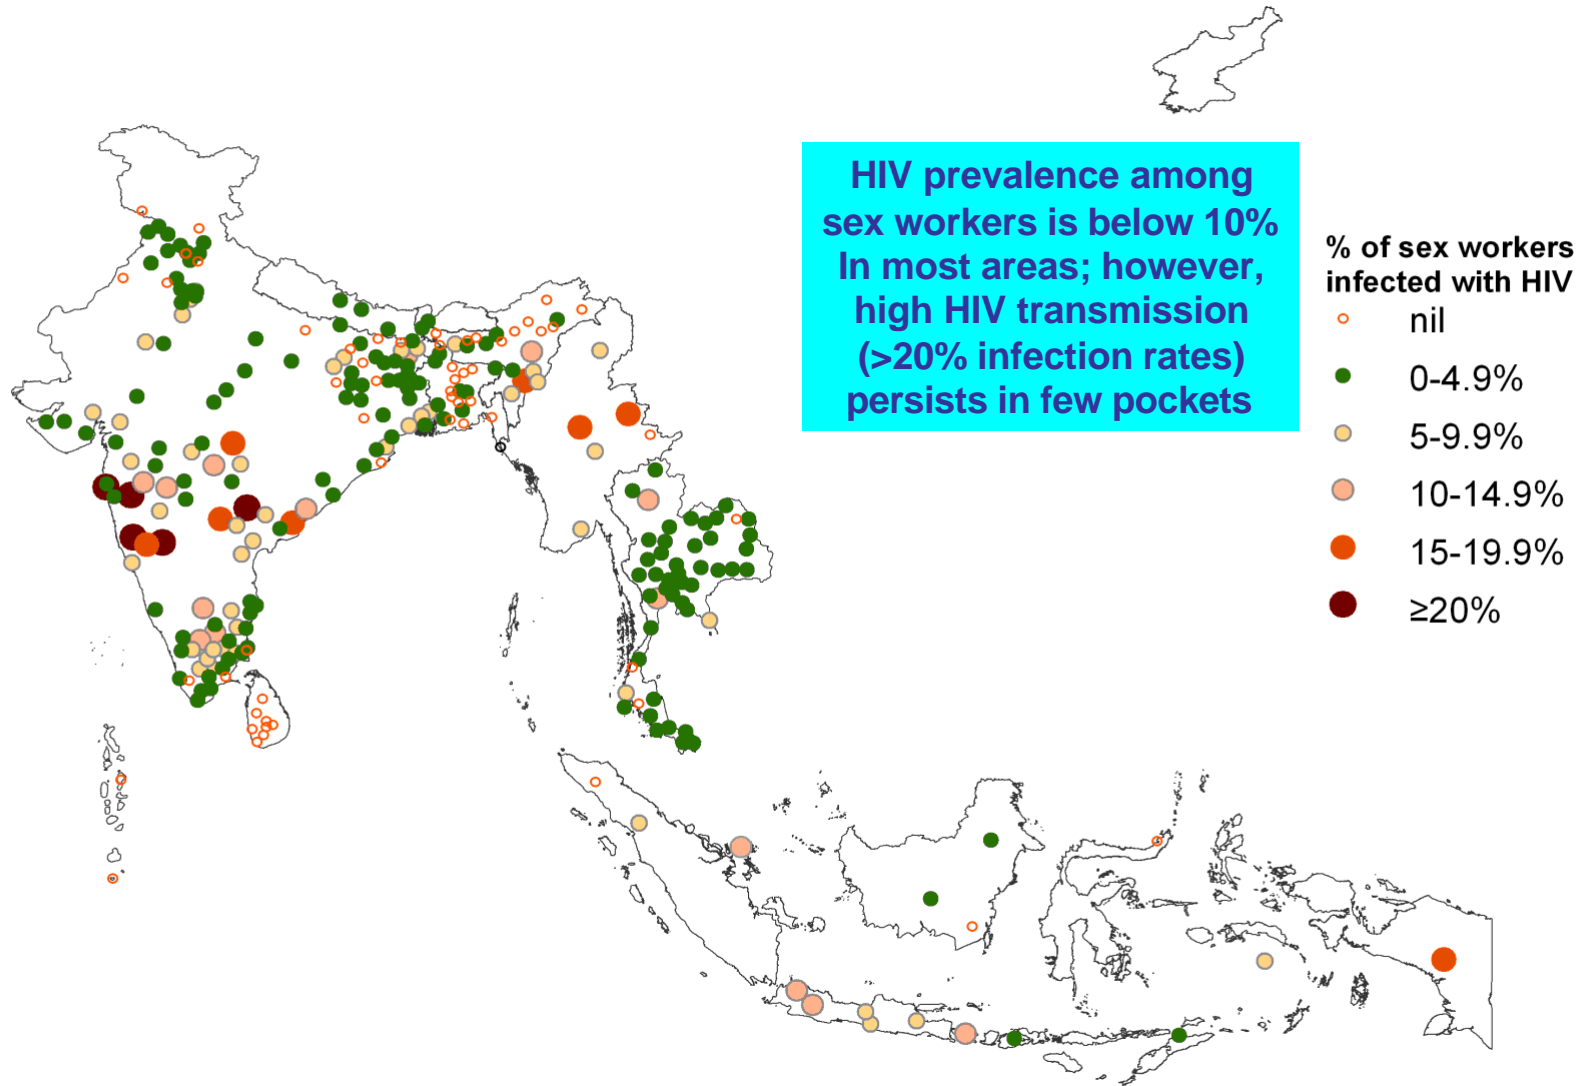 HIV prevalence among
sex workers is below 10%
In most areas; however,
high HIV transmission
(>20% infection rates)
persists in few pockets
% of sex workers
infected with HIV
nil
0-4.9%
5-9.9%
10-14.9%
15-19.9%
≥20%